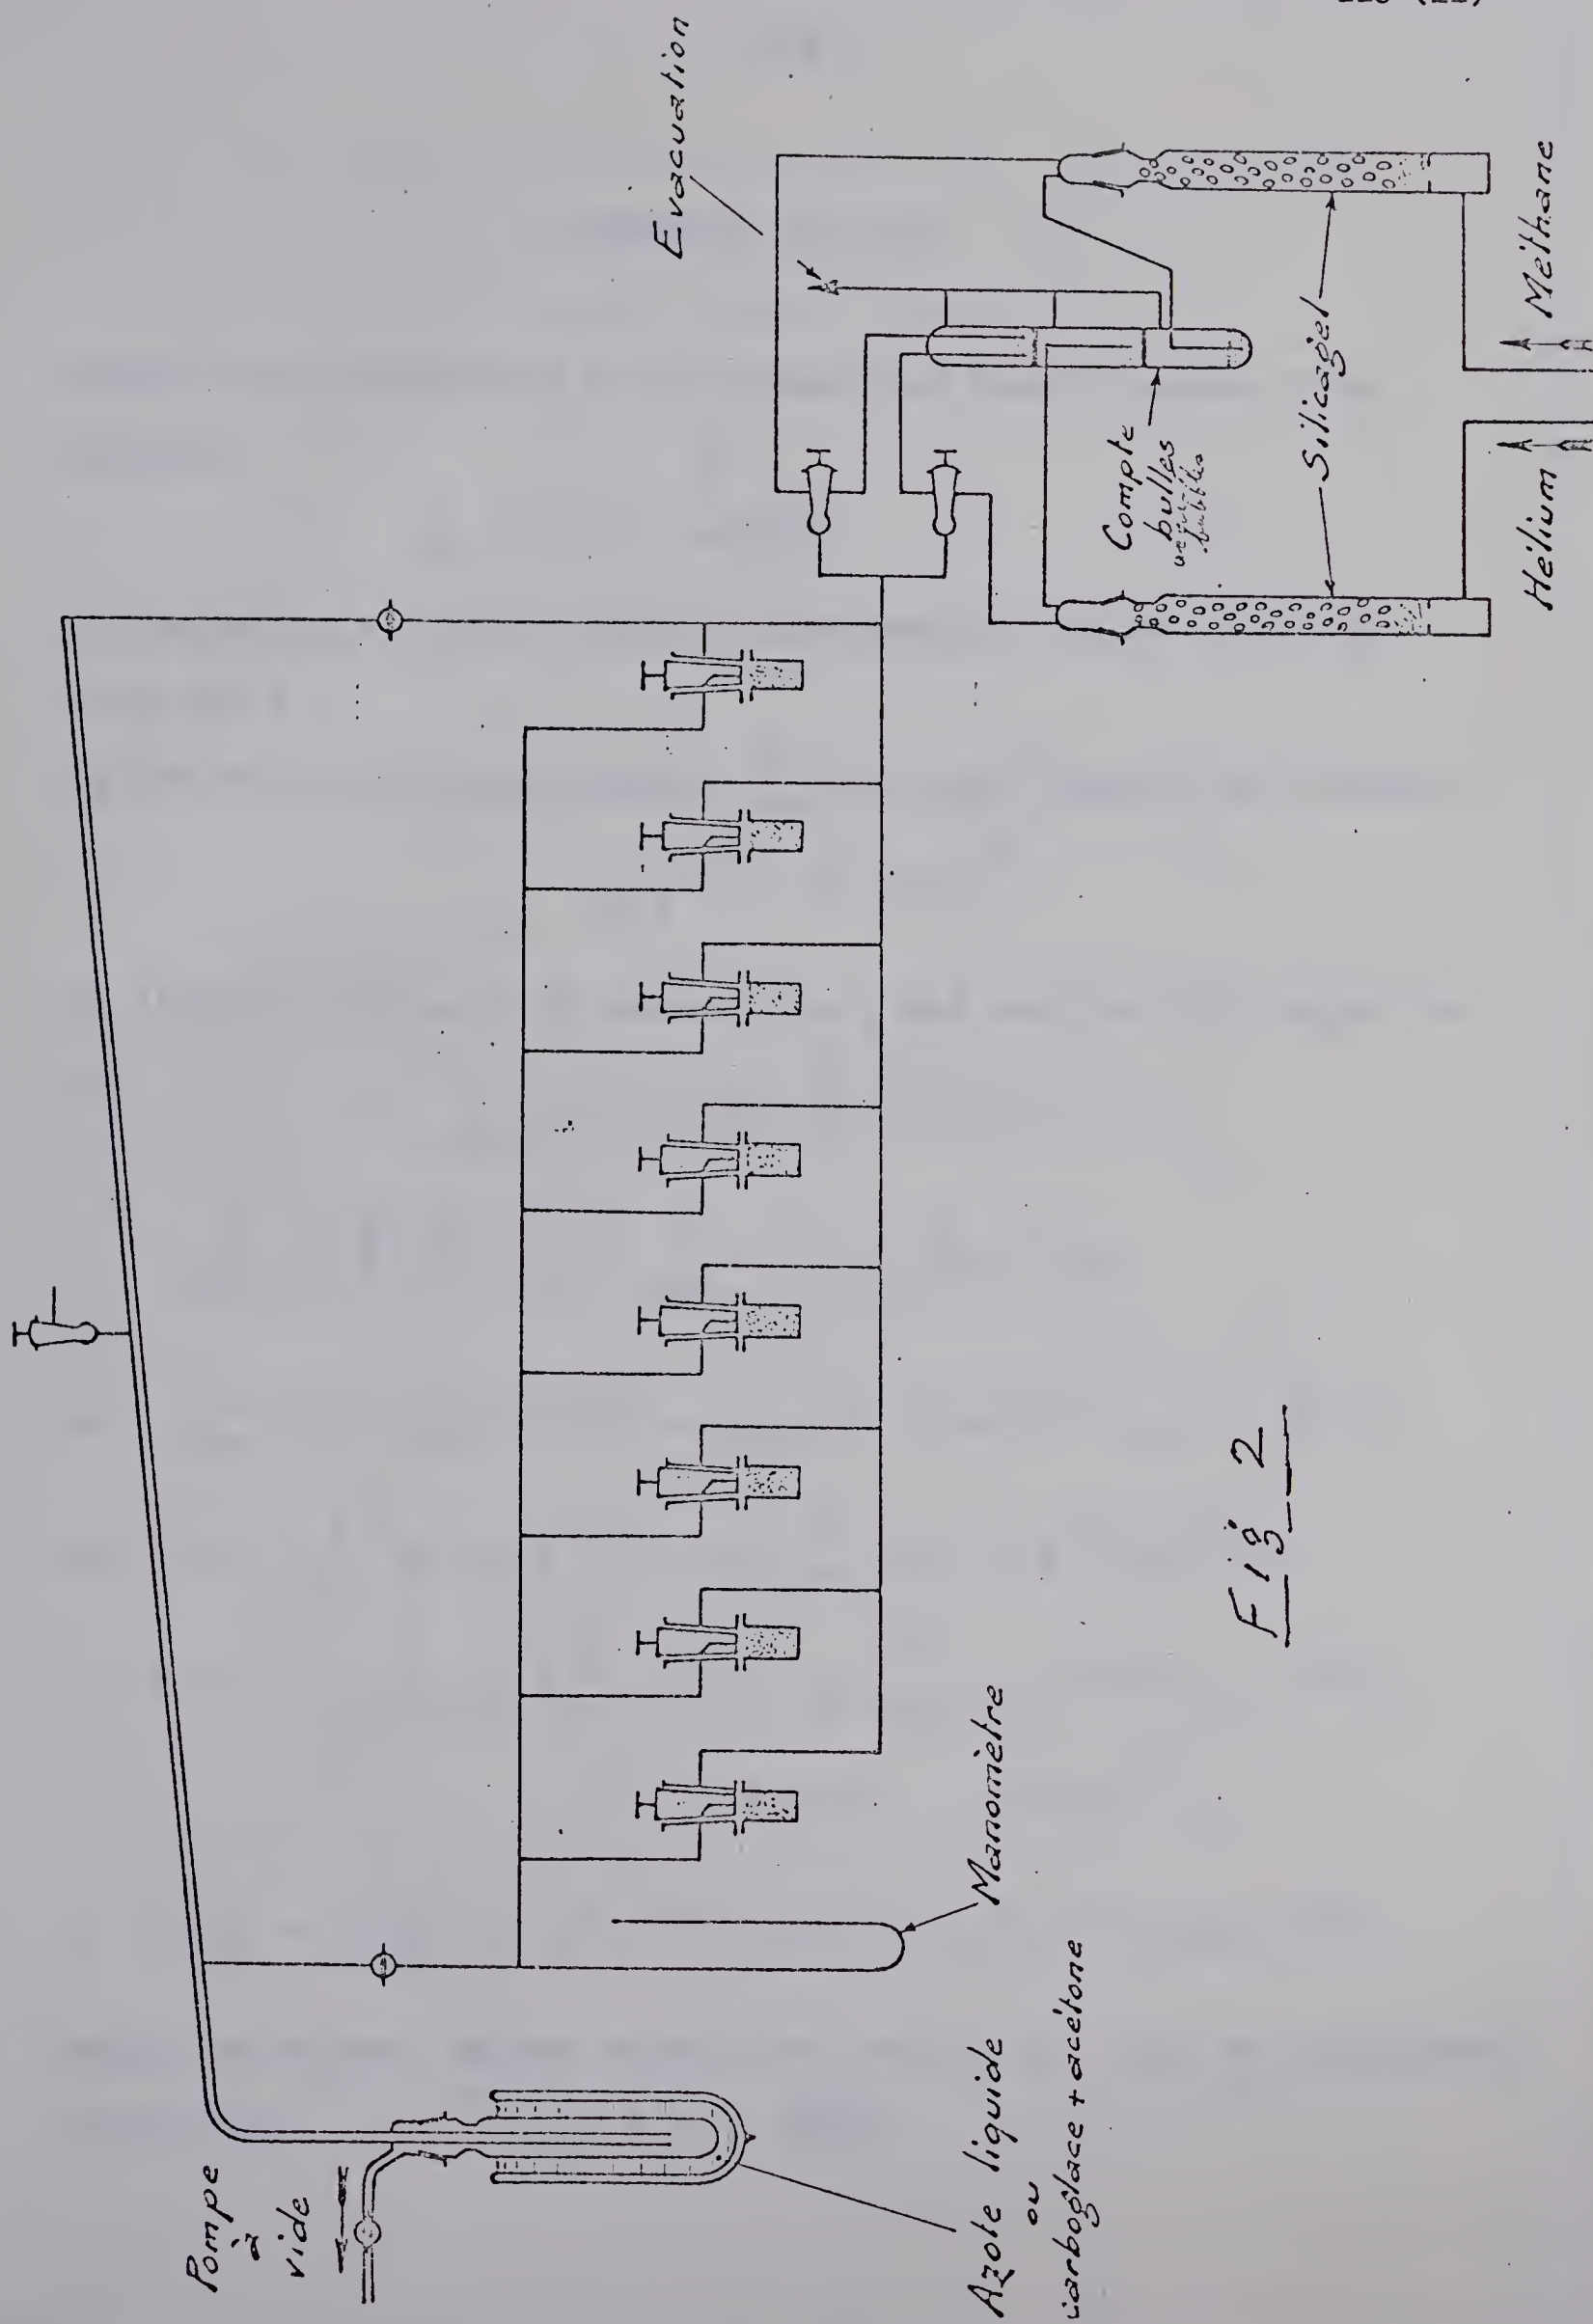 Evacuation
Pompe
à
vide
Compte
bulles
Silicagel
Hélium
Méthane
Manomètre
Azote liquide
ou
carboglace + acétone
Fig 2